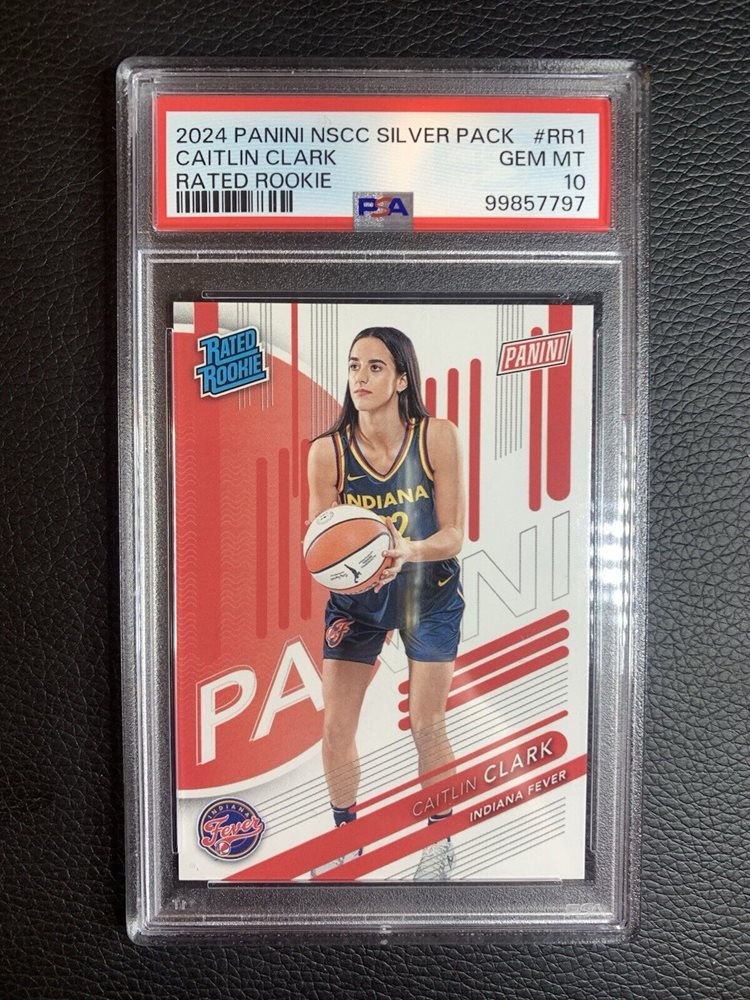 2024 PANINI NSCC SILVER PACK #RR1
CAITLIN CLARK GEM MT
RATED ROOKIE 10
PSA 99857797
RATED
ROOKIE
PANINI
INDIANA
2
PANINI
CAITLIN CLARK
INDIANA FEVER
INDIANA
Fever